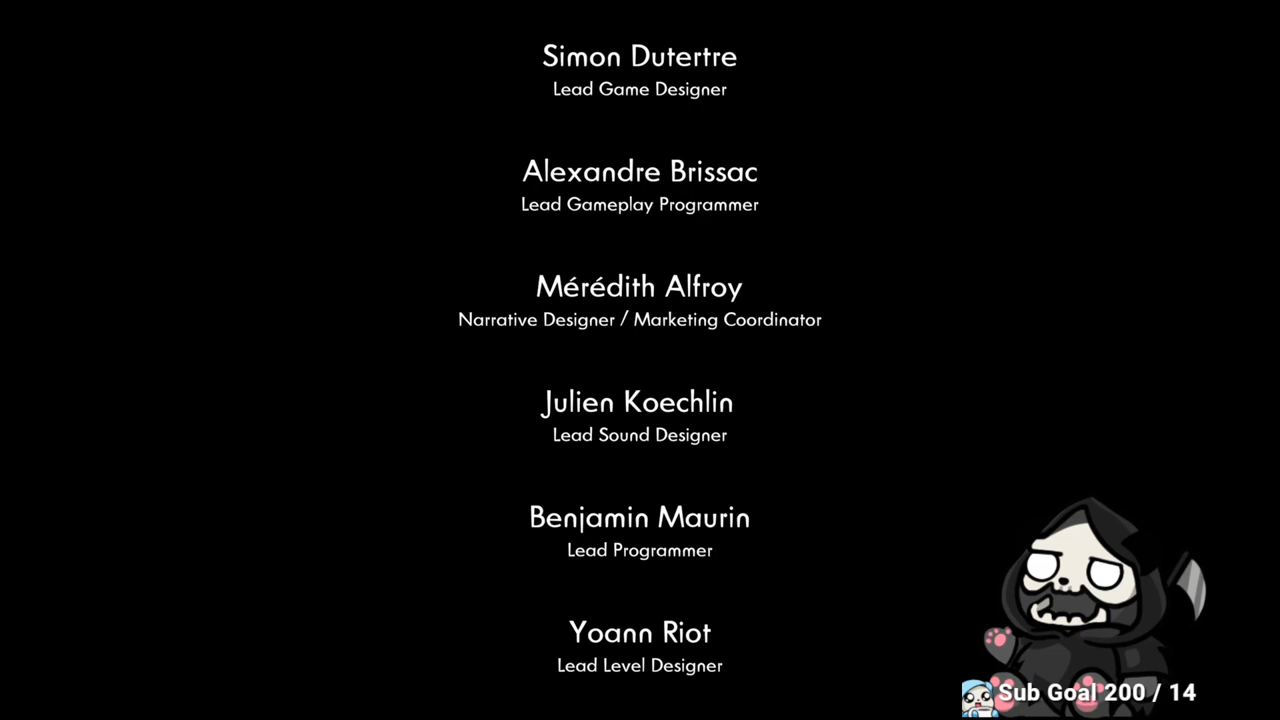 Simon Dutertre
Lead Game Designer
Alexandre Brissac
Lead Gameplay Programmer
Mérédith Alfroy
Narrative Designer / Marketing Coordinator
Julien Koechlin
Lead Sound Designer
Benjamin Maurin
Lead Programmer
Yoann Riot
Lead Level Designer
Sub Goal 200 / 14